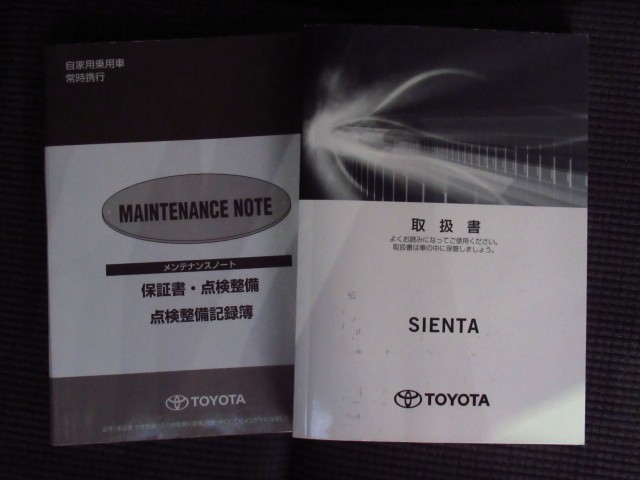 自家用乗用車
常時携行
MAINTENANCE NOTE
メンテナンスノート
保証書・点検整備
点検整備記録簿
TOYOTA
取扱書
よくお読みになってご使用ください。
取扱書は車の中に保管しましょう。
SIENTA
TOYOTA